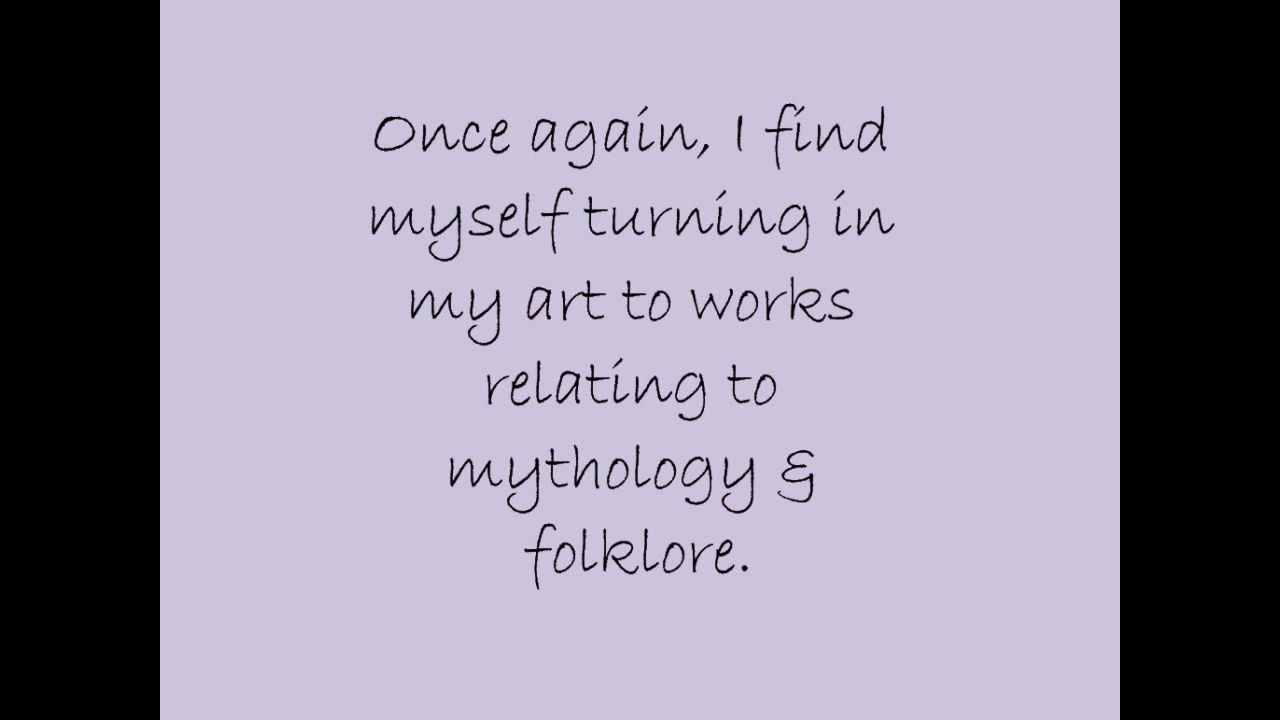 Once again, I find
myself turning in
my art to works
relating to
mythology &
folklore.